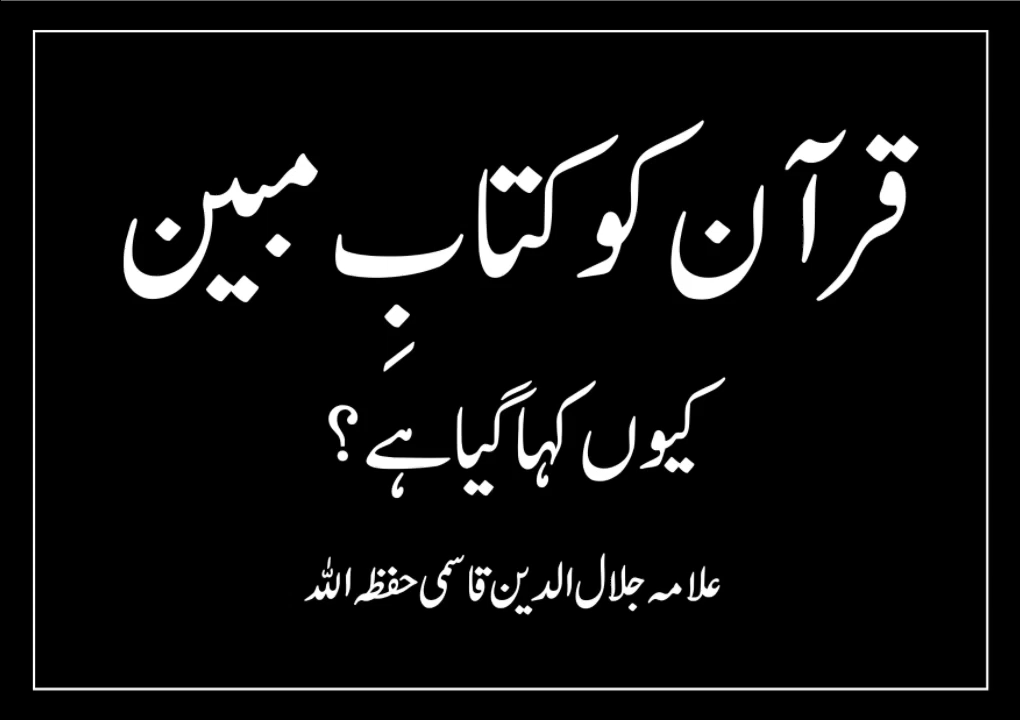 قرآن کو کتابِ مبین
کیوں کہا گیا ہے؟
علامہ جلال الدین قاسمی حفظہ اللہ